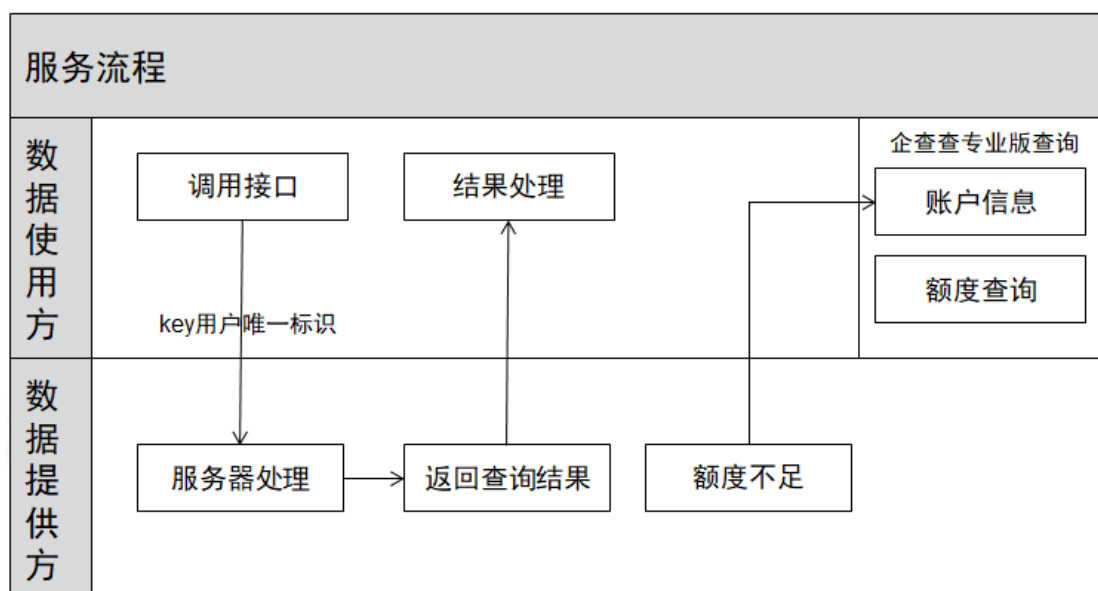 服务流程
数据使用方
调用接口
结果处理
企查查专业版查询
账户信息
额度查询
key用户唯一标识
数据提供方
服务器处理
返回查询结果
额度不足